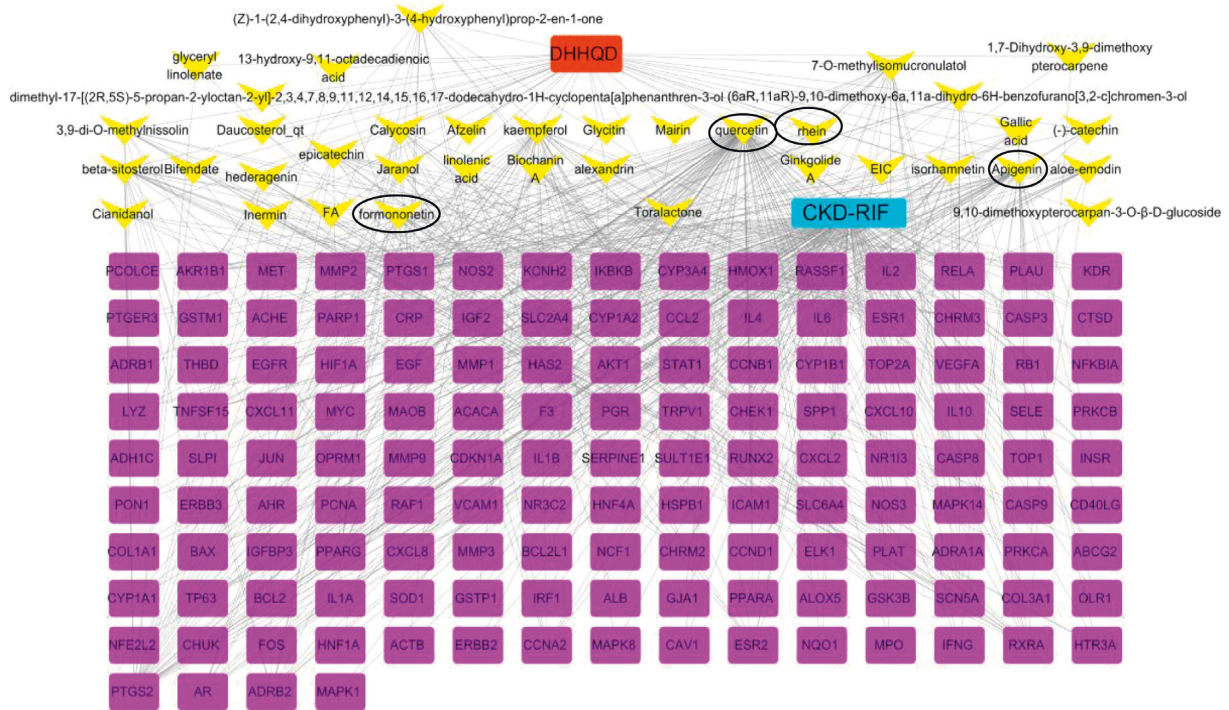 (Z)-1-(2,4-dihydroxyphenyl)-3-(4-hydroxyphenyl)prop-2-en-1-one
DHHQD
glyceryl
linolenate
13-hydroxy-9,11-octadecadienoic
acid
7-O-methylisomucronulatol
1,7-Dihydroxy-3,9-dimethoxy
pterocarpene
dimethyl-17-[(2R,5S)-5-propan-2-yloctan-2-yl]-2,3,4,7,8,9,11,12,14,15,16,17-dodecahydro-1H-cyclopenta[a]phenanthren-3-ol (6aR,11aR)-9,10-dimethoxy-6a,11a-dihydro-6H-benzofurano[3,2-c]chromen-3-ol
3,9-di-O-methylnissolin Daucosterol_qt Calycosin Afzelin kaempferol Glycitin Mairin quercetin rhein Gallic acid (-)-catechin
epicatechin
beta-sitosterol Bifendate hederagenin Jaranol linolenic acid Biochanin A alexandrin Ginkgolide A EIC isorhamnetin Apigenin aloe-emodin
Cianidanol Inermin FA formononetin Toralactone CKD-RIF 9,10-dimethoxypterocarpan-3-O-β-D-glucoside
PCOLCE AKR1B1 MET MMP2 PTGS1 NOS2 KCNH2 IKBKB CYP3A4 HMOX1 RASSF1 IL2 RELA PLAU KDR
PTGER3 GSTM1 ACHE PARP1 CRP IGF2 SLC2A4 CYP1A2 CCL2 IL4 IL6 ESR1 CHRM3 CASP3 CTSD
ADRB1 THBD EGFR HIF1A EGF MMP1 HAS2 AKT1 STAT1 CCNB1 CYP1B1 TOP2A VEGFA RB1 NFKBIA
LYZ TNFSF15 CXCL11 MYC MAOB ACACA F3 PGR TRPV1 CHEK1 SPP1 CXCL10 IL10 SELE PRKCB
ADH1C SLPI JUN OPRM1 MMP9 CDKN1A IL1B SERPINE1 SULT1E1 RUNX2 CXCL2 NR1I3 CASP8 TOP1 INSR
PON1 ERBB3 AHR PCNA RAF1 VCAM1 NR3C2 HNF4A HSPB1 ICAM1 SLC6A4 NOS3 MAPK14 CASP9 CD40LG
COL1A1 BAX IGFBP3 PPARG CXCL8 MMP3 BCL2L1 NCF1 CHRM2 CCND1 ELK1 PLAT ADRA1A PRKCA ABCG2
CYP1A1 TP63 BCL2 IL1A SOD1 GSTP1 IRF1 ALB GJA1 PPARA ALOX5 GSK3B SCN5A COL3A1 OLR1
NFE2L2 CHUK FOS HNF1A ACTB ERBB2 CCNA2 MAPK8 CAV1 ESR2 NQO1 MPO IFNG RXRA HTR3A
PTGS2 AR ADRB2 MAPK1